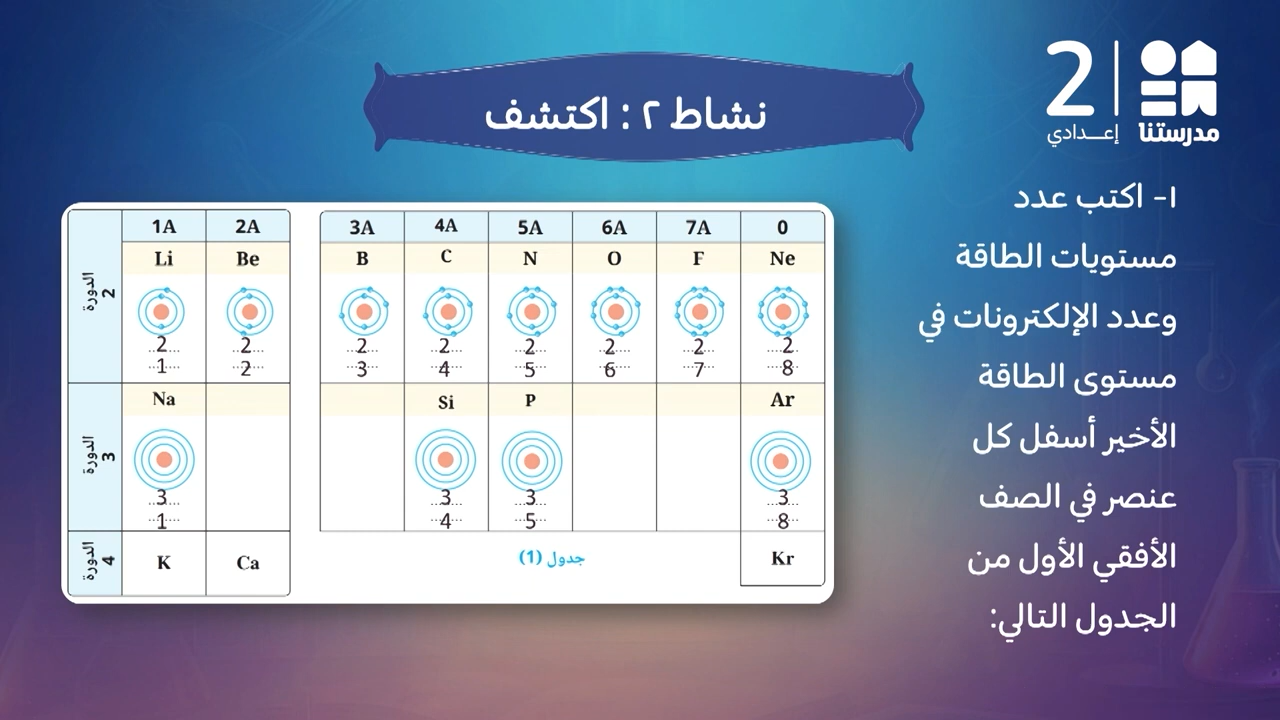 2
إعـــدادي
مدرستنا
نشاط ٢ : اكتشف
١- اكتب عدد
مستويات الطاقة
وعدد الإلكترونات في
مستوى الطاقة
الأخير أسفل كل
عنصر في الصف
الأفقي الأول من
الجدول التالي:
1A 2A 3A 4A 5A 6A 7A 0
الدورة 2
Li Be B C N O F Ne
2 2 2 2 2 2 2 2
1 2 3 4 5 6 7 8
الدورة 3
Na Si P Ar
3 3 3 3
1 4 5 8
الدورة 4
K Ca Kr
جدول (1)